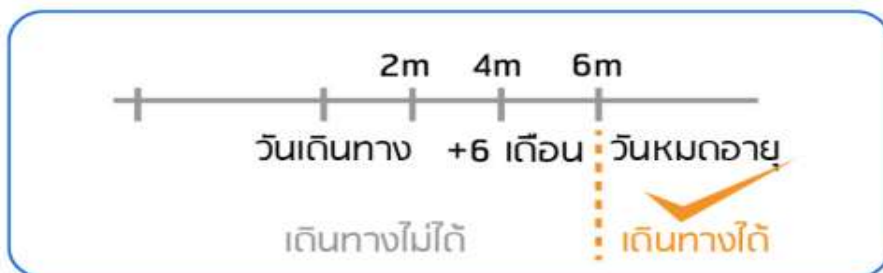 2m 4m 6m
วันเดินทาง +6 เดือน วันหมดอายุ
เดินทางไม่ได้ เดินทางได้